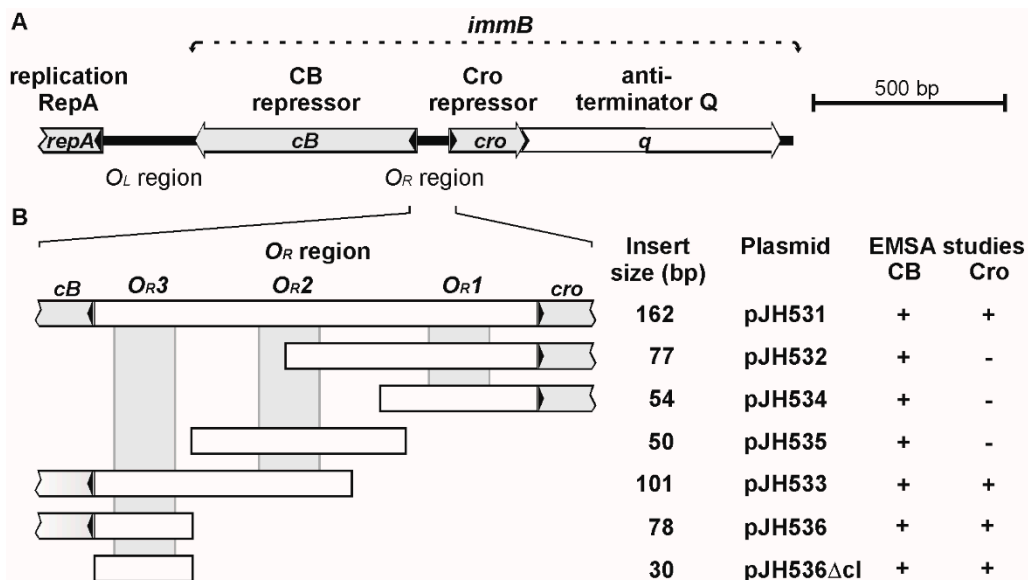 A
immB
replication RepA
CB repressor
Cro repressor
anti-terminator Q
500 bp
repA
cB
cro
q
OL region
OR region
B
OR region
Insert size (bp)
Plasmid
EMSA studies
CB
Cro
cB
OR3
OR2
OR1
cro
162 pJH531 + +
77 pJH532 + -
54 pJH534 + -
50 pJH535 + -
101 pJH533 + +
78 pJH536 + +
30 pJH536ΔcI + +